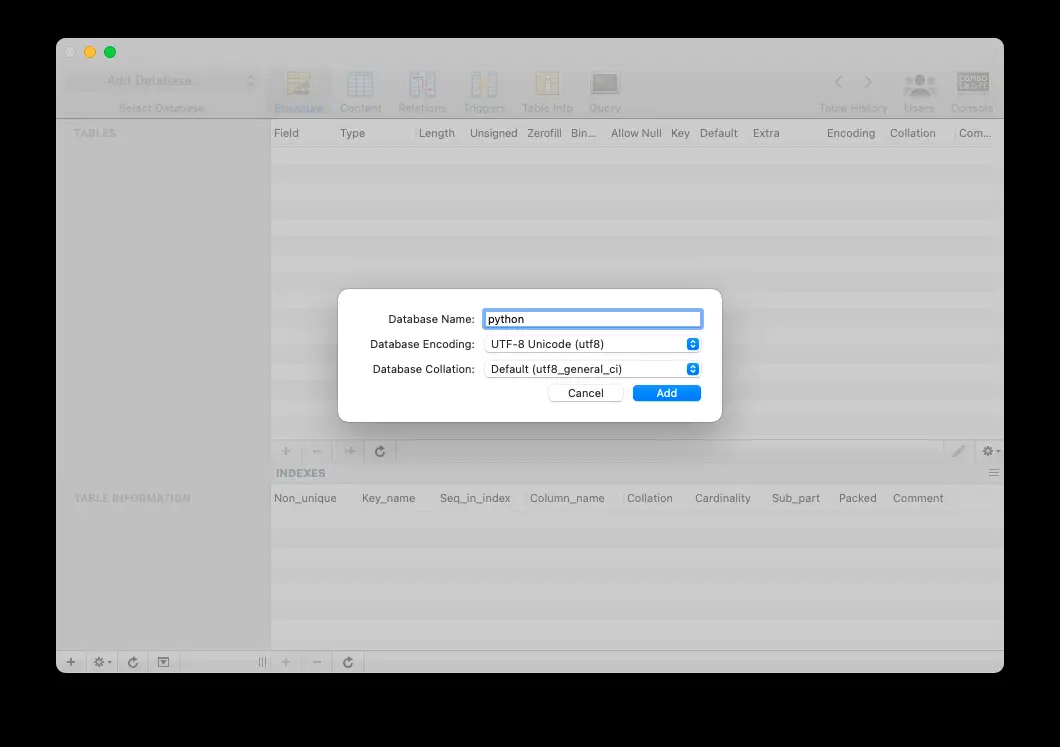 Add Database...
Select Database
Structure Content Relations Triggers Table Info Query
Table History Users Console
TABLES
Field Type Length Unsigned Zerofill Bin... Allow Null Key Default Extra Encoding Collation Com...
Database Name: python
Database Encoding: UTF-8 Unicode (utf8)
Database Collation: Default (utf8_general_ci)
Cancel Add
INDEXES
TABLE INFORMATION
Non_unique Key_name Seq_in_index Column_name Collation Cardinality Sub_part Packed Comment